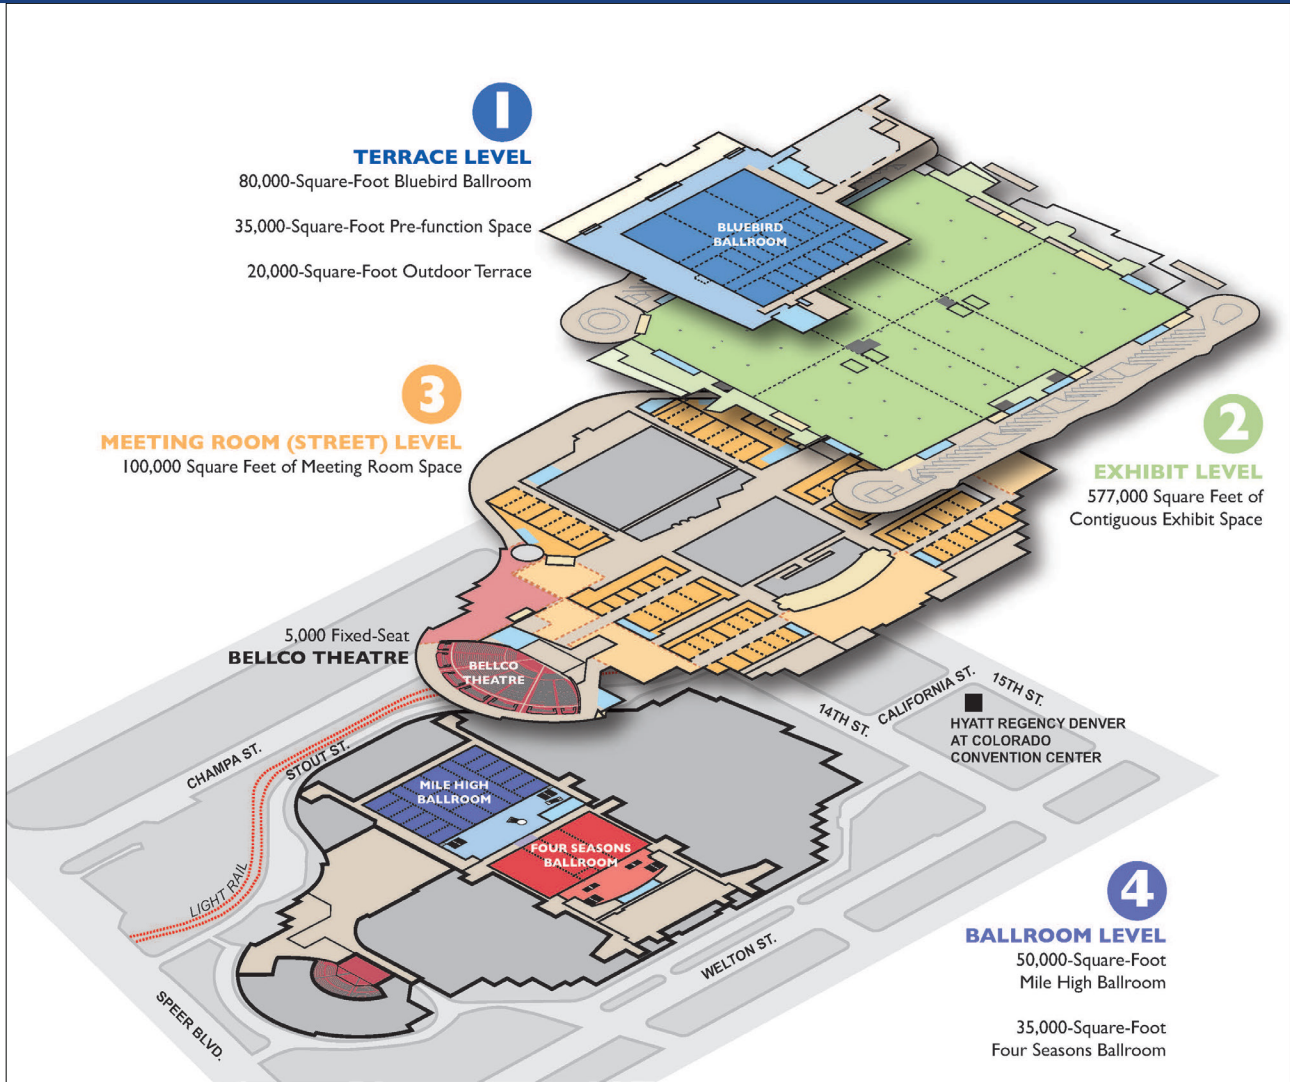 1
TERRACE LEVEL
80,000-Square-Foot Bluebird Ballroom
35,000-Square-Foot Pre-function Space
20,000-Square-Foot Outdoor Terrace
BLUEBIRD
BALLROOM
3
MEETING ROOM (STREET) LEVEL
100,000 Square Feet of Meeting Room Space
2
EXHIBIT LEVEL
577,000 Square Feet of
Contiguous Exhibit Space
5,000 Fixed-Seat
BELLCO THEATRE
BELLCO
THEATRE
CHAMPA ST.
STOUT ST.
LIGHT RAIL
SPEER BLVD.
WELTON ST.
14TH ST.
CALIFORNIA ST.
15TH ST.
HYATT REGENCY DENVER
AT COLORADO
CONVENTION CENTER
MILE HIGH
BALLROOM
FOUR SEASONS
BALLROOM
4
BALLROOM LEVEL
50,000-Square-Foot
Mile High Ballroom
35,000-Square-Foot
Four Seasons Ballroom